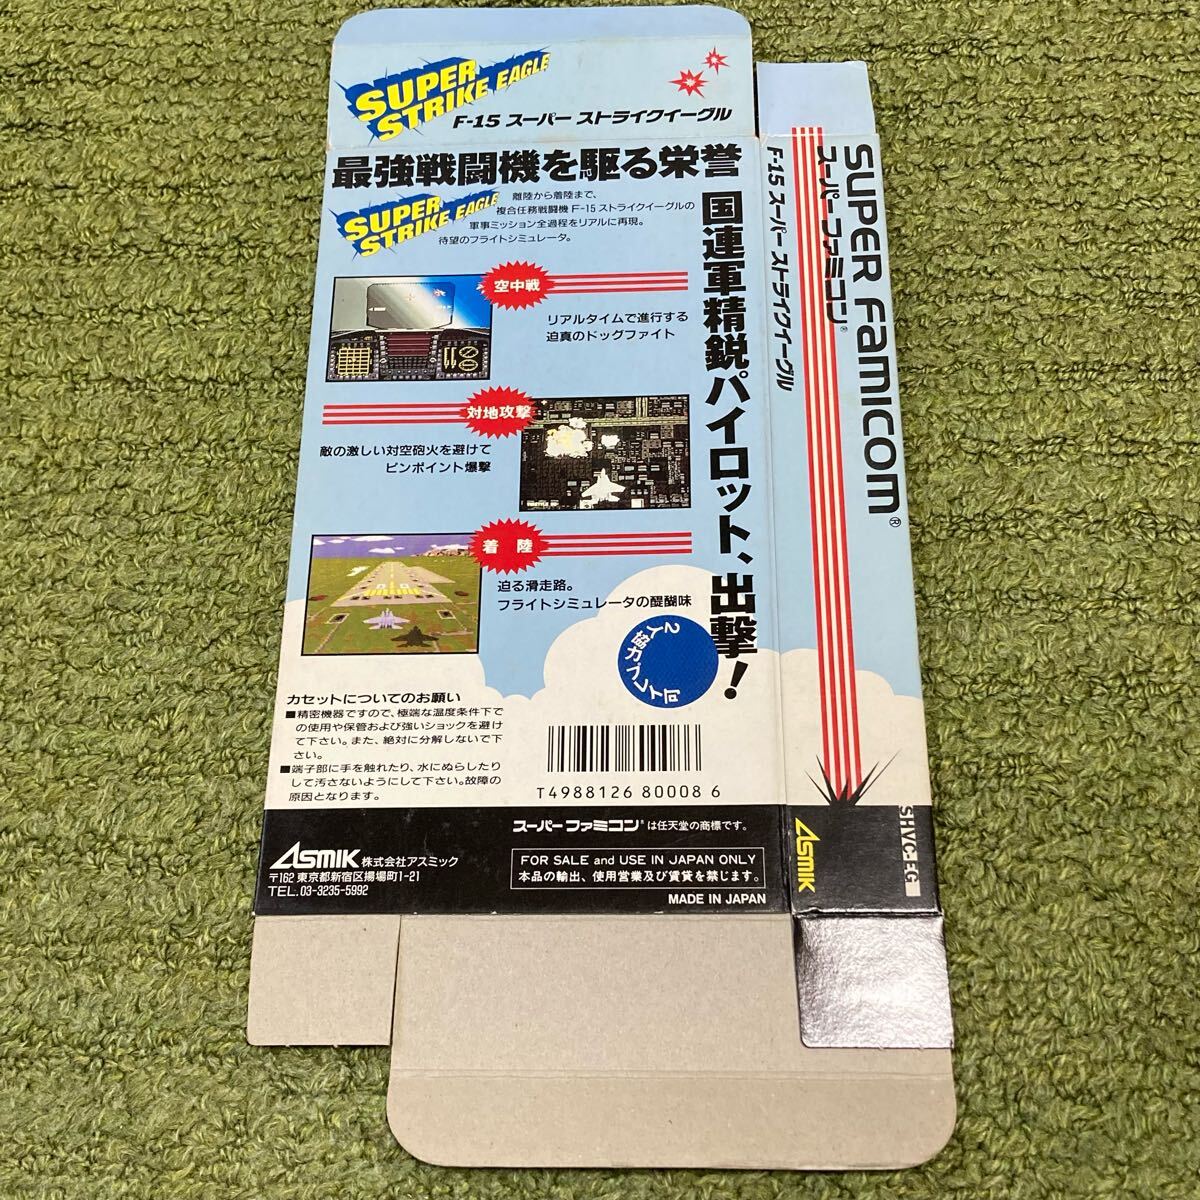 SUPER
STRIKE EAGLE
F-15 スーパー ストライクイーグル
最強戦闘機を駆る栄誉
国連軍精鋭パイロット、出撃!
SUPER
STRIKE EAGLE
離陸から着陸まで、
複合任務戦闘機 F-15 ストライクイーグルの
軍事ミッション全過程をリアルに再現。
待望のフライトシミュレータ。
空中戦
リアルタイムで進行する
迫真のドッグファイト
対地攻撃
敵の激しい対空砲火を避けて
ピンポイント爆撃
着 陸
迫る滑走路。
フライトシミュレータの醍醐味
2人協力プレイ可
カセットについてのお願い
■精密機器ですので、極端な温度条件下で
の使用や保管および強いショックを避け
て下さい。また、絶対に分解しないで下
さい。
■端子部に手を触れたり、水にぬらしたり
して汚さないようにして下さい。故障の
原因となります。
T4988126 80008 6
スーパーファミコン®は任天堂の商標です。
ASMIK 株式会社アスミック
〒162 東京都新宿区揚場町1-21
TEL.03-3235-5992
FOR SALE and USE IN JAPAN ONLY
本品の輸出、使用営業及び賃貸を禁じます。
MADE IN JAPAN
SUPER FAMICOM®
スーパーファミコン®
F-15 スーパー ストライクイーグル
ASMIK
SHVC-EG